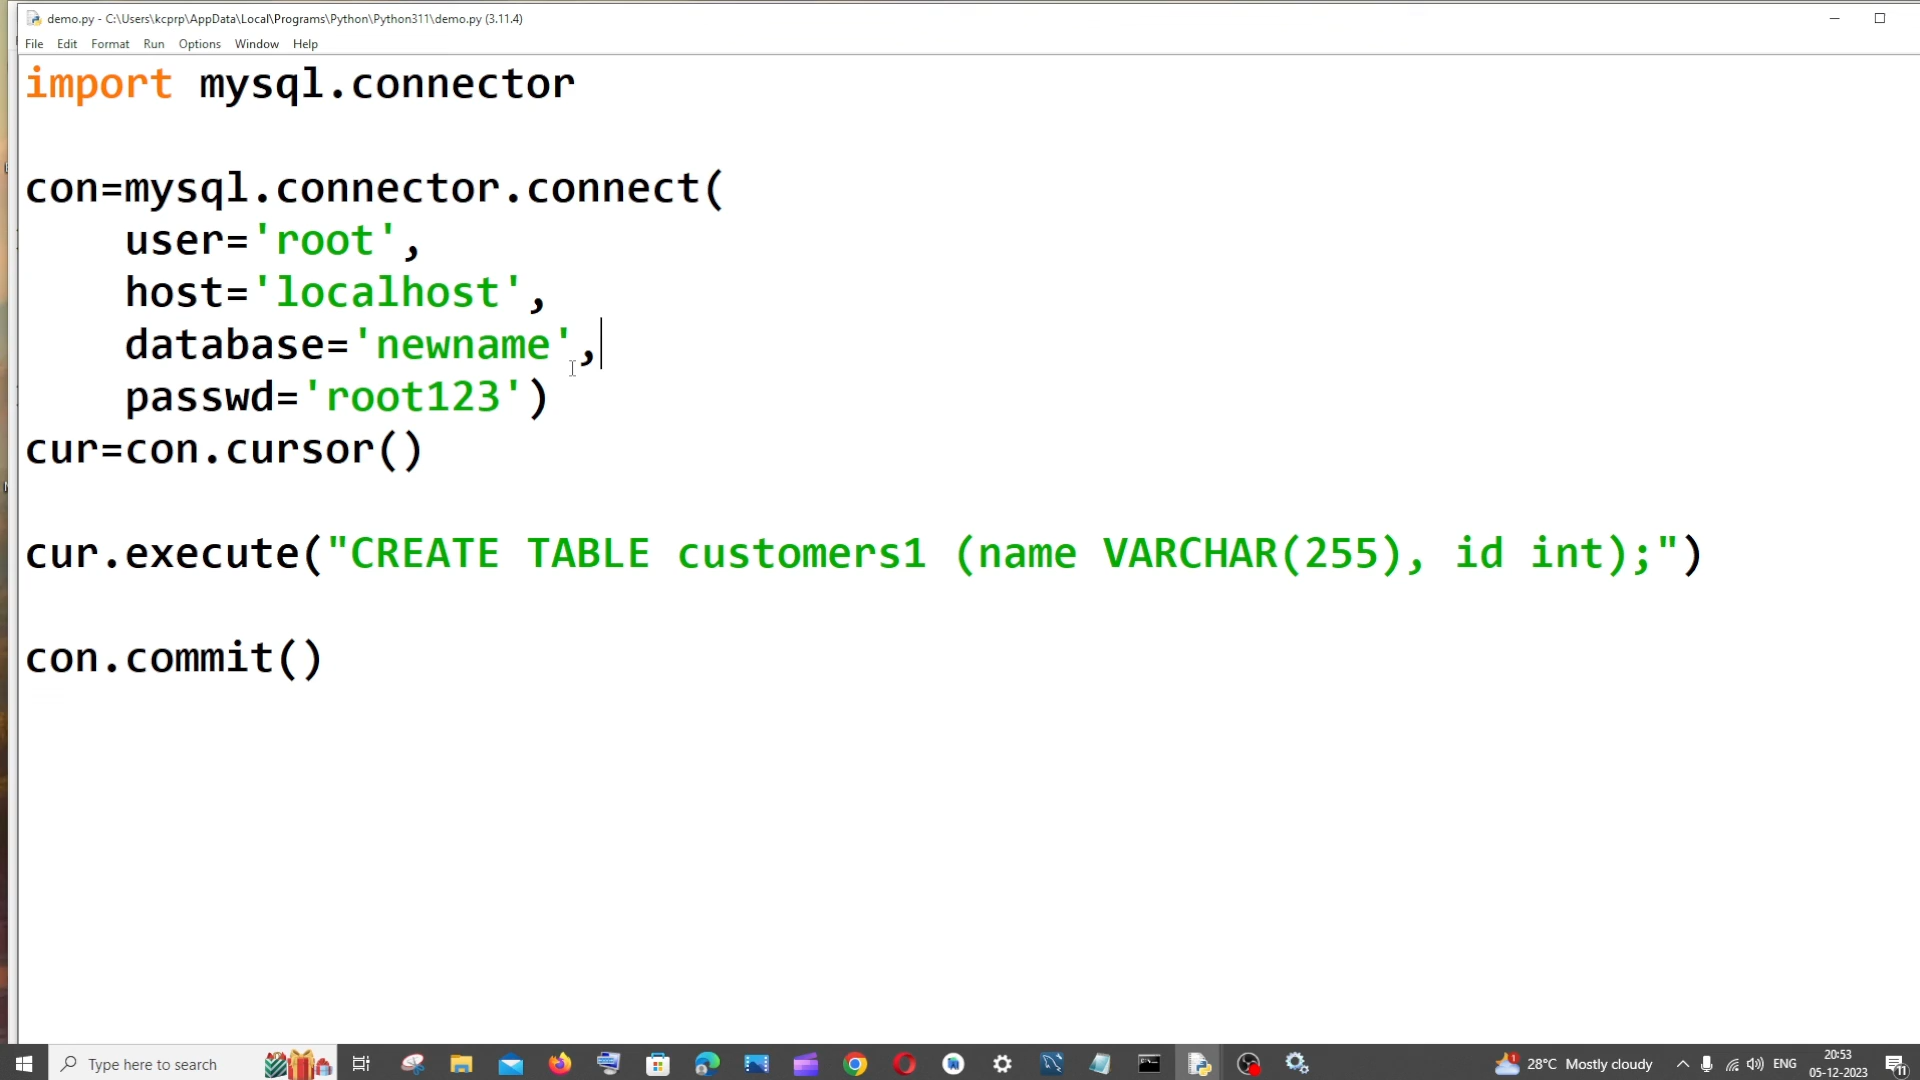 demo.py - C:\Users\kcprp\AppData\Local\Programs\Python\Python311\demo.py (3.11.4)
File Edit Format Run Options Window Help
import mysql.connector
con=mysql.connector.connect(
user='root',
host='localhost',
database='newname',
passwd='root123')
cur=con.cursor()
cur.execute("CREATE TABLE customers1 (name VARCHAR(255), id int);")
con.commit()
Type here to search
1
28°C Mostly cloudy
ENG
20:53
05-12-2023
11